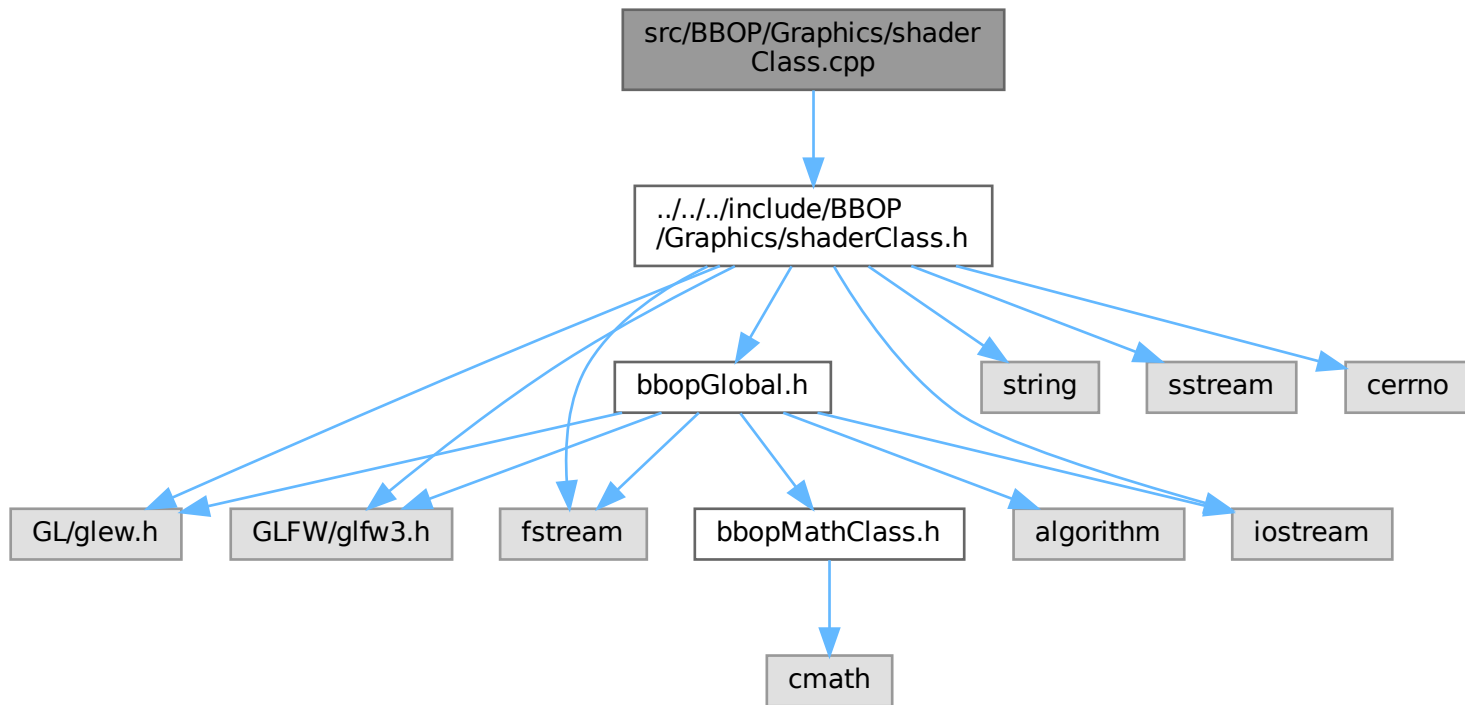 src/BBOP/Graphics/shader
Class.cpp
../../../include/BBOP
/Graphics/shaderClass.h
bbopGlobal.h
string
sstream
cerrno
GL/glew.h
GLFW/glfw3.h
fstream
bbopMathClass.h
algorithm
iostream
cmath